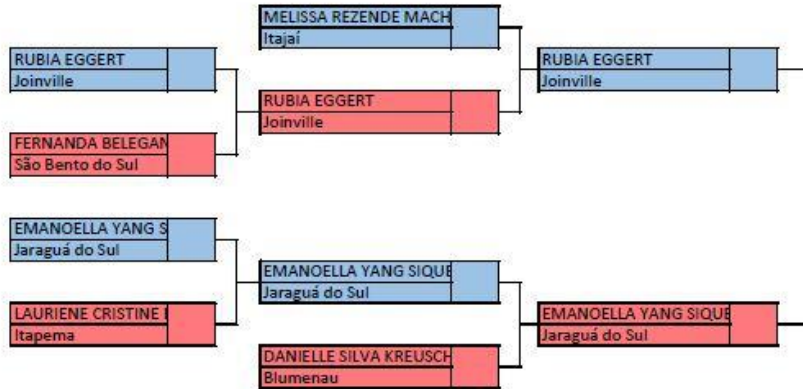 MELISSA REZENDE MACH
Itajaí
RUBIA EGGERT
Joinville
RUBIA EGGERT
Joinville
RUBIA EGGERT
Joinville
FERNANDA BELEGAN
São Bento do Sul
EMANOELLA YANG S
Jaraguá do Sul
EMANOELLA YANG SIQUE
Jaraguá do Sul
LAURIENE CRISTINE
Itapema
EMANOELLA YANG SIQUE
Jaraguá do Sul
DANIELLE SILVA KREUSCH
Blumenau